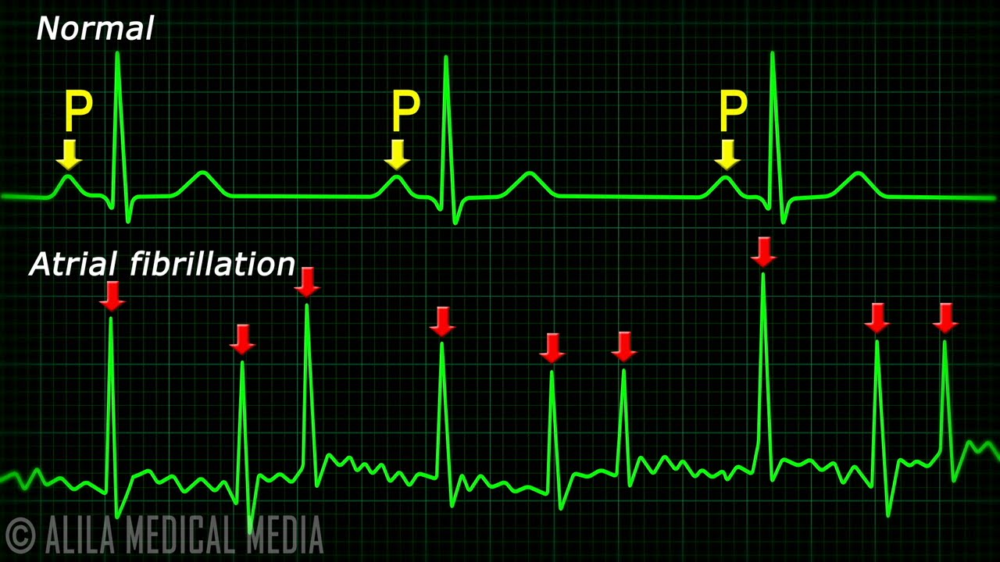 Normal
P P P
Atrial fibrillation
© ALILA MEDICAL MEDIA